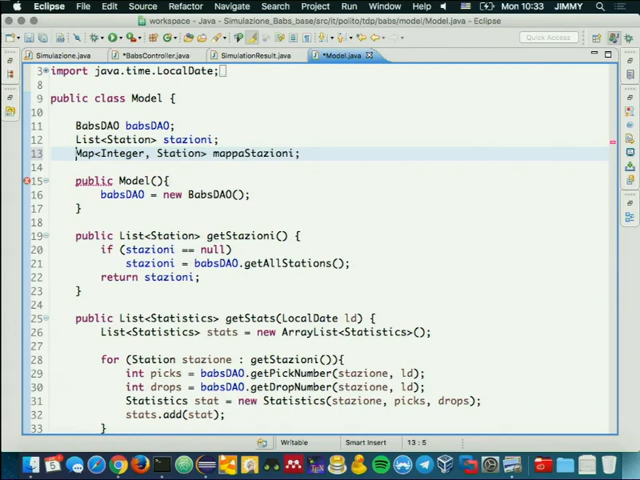 Eclipse File Edit Source Refactor Navigate Search Project Run Window Help Mon 10:33 JIMMY
workspace - Java - Simulazione_Babs_base/src/it/polito/tdp/babs/model/Model.java - Eclipse
Quick Access
Simulazione.java *BabsController.java SimulationResult.java *Model.java
3 import java.time.LocalDate;
8
9 public class Model {
10
11 BabsDAO babsDAO;
12 List<Station> stazioni;
13 Map<Integer, Station> mappaStazioni;
14
15 public Model(){
16 babsDAO = new BabsDAO();
17 }
18
19 public List<Station> getStazioni() {
20 if (stazioni == null)
21 stazioni = babsDAO.getAllStations();
22 return stazioni;
23 }
24
25 public List<Statistics> getStats(LocalDate ld) {
26 List<Statistics> stats = new ArrayList<Statistics>();
27
28 for (Station stazione : getStazioni()){
29 int picks = babsDAO.getPickNumber(stazione, ld);
30 int drops = babsDAO.getDropNumber(stazione, ld);
31 Statistics stat = new Statistics(stazione, picks, drops);
32 stats.add(stat);
33 }
Writable Smart Insert 13 : 5